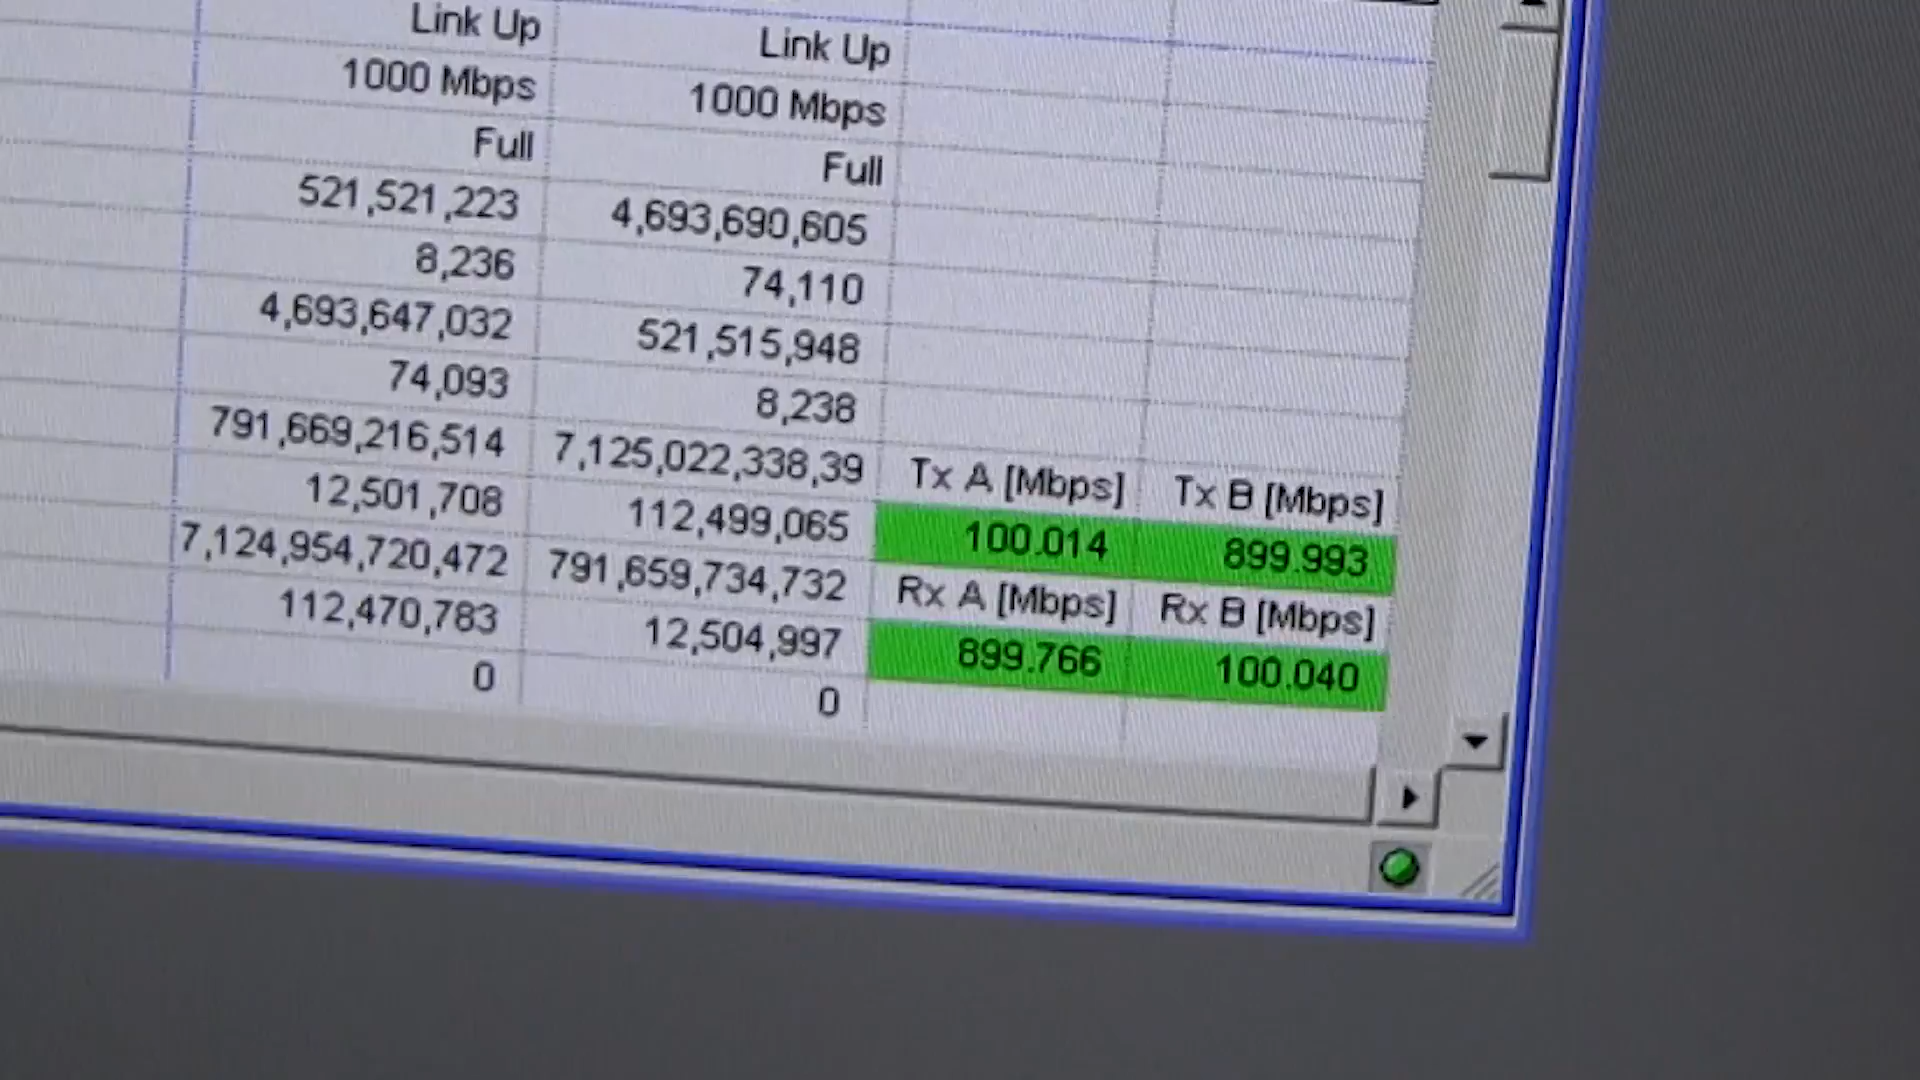 Link Up Link Up
1000 Mbps 1000 Mbps
Full Full
521,521,223 4,693,690,605
8,236 74,110
4,693,647,032 521,515,948
74,093 8,238
791,669,216,514 7,125,022,338,39 Tx A [Mbps] Tx B [Mbps]
12,501,708 112,499,065 100.014 899.993
7,124,954,720,472 791,659,734,732 Rx A [Mbps] Rx B [Mbps]
112,470,783 12,504,997 899.766 100.040
0 0